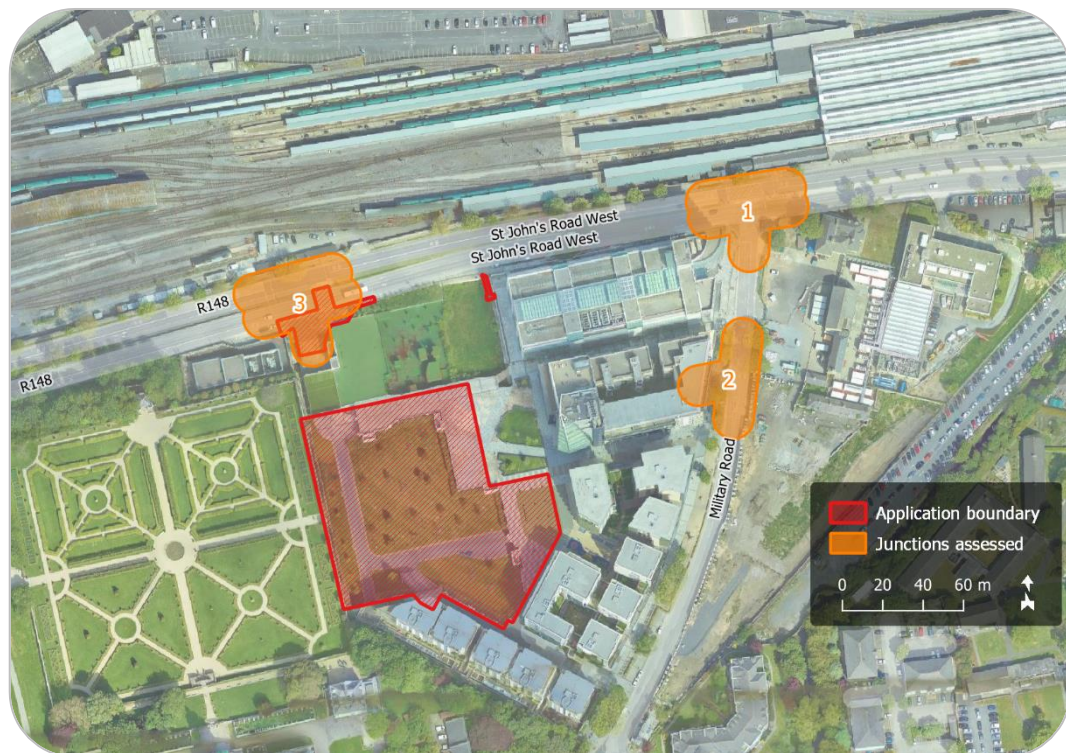 1
St John's Road West
St John's Road West
R148
3
R148
2
Military Road
Application boundary
Junctions assessed
0 20 40 60 m